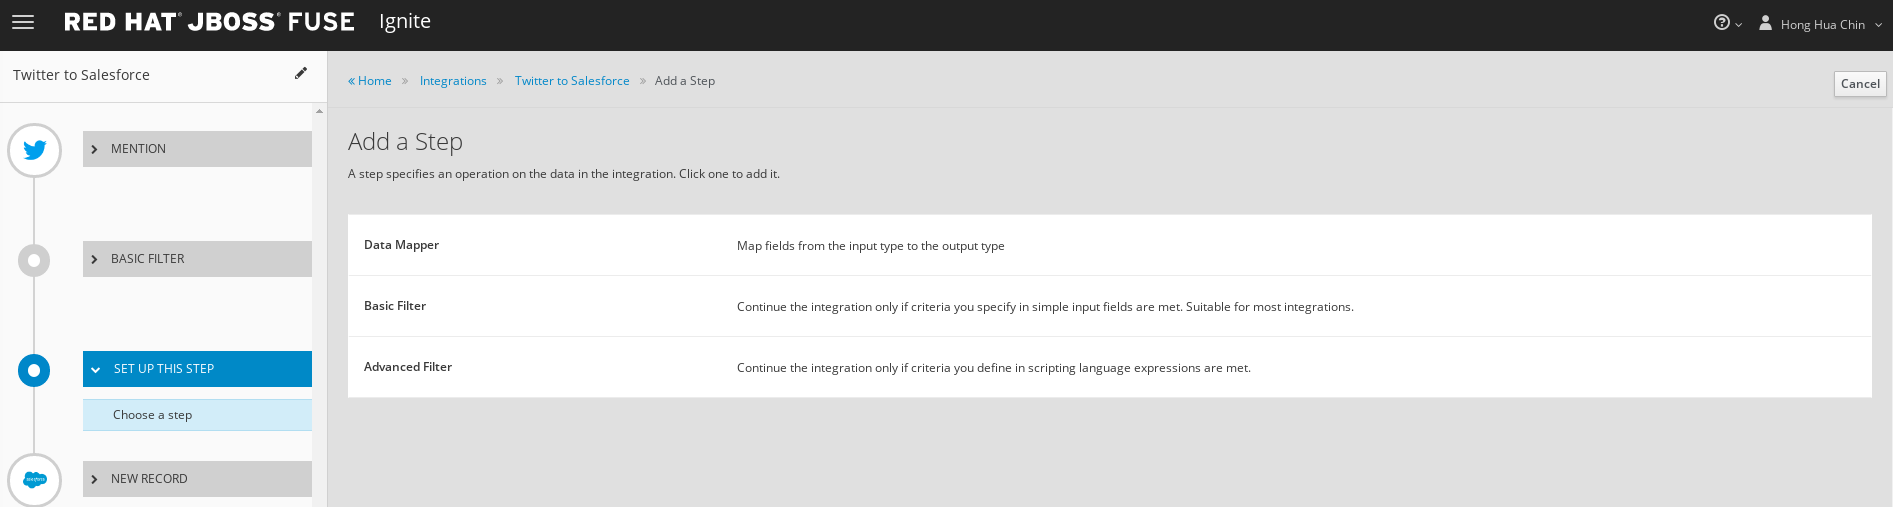 RED HAT® JBOSS® FUSE Ignite
Hong Hua Chin
Twitter to Salesforce
MENTION
BASIC FILTER
SET UP THIS STEP
Choose a step
NEW RECORD
« Home » Integrations » Twitter to Salesforce » Add a Step
Cancel
Add a Step
A step specifies an operation on the data in the integration. Click one to add it.
Data Mapper Map fields from the input type to the output type
Basic Filter Continue the integration only if criteria you specify in simple input fields are met. Suitable for most integrations.
Advanced Filter Continue the integration only if criteria you define in scripting language expressions are met.